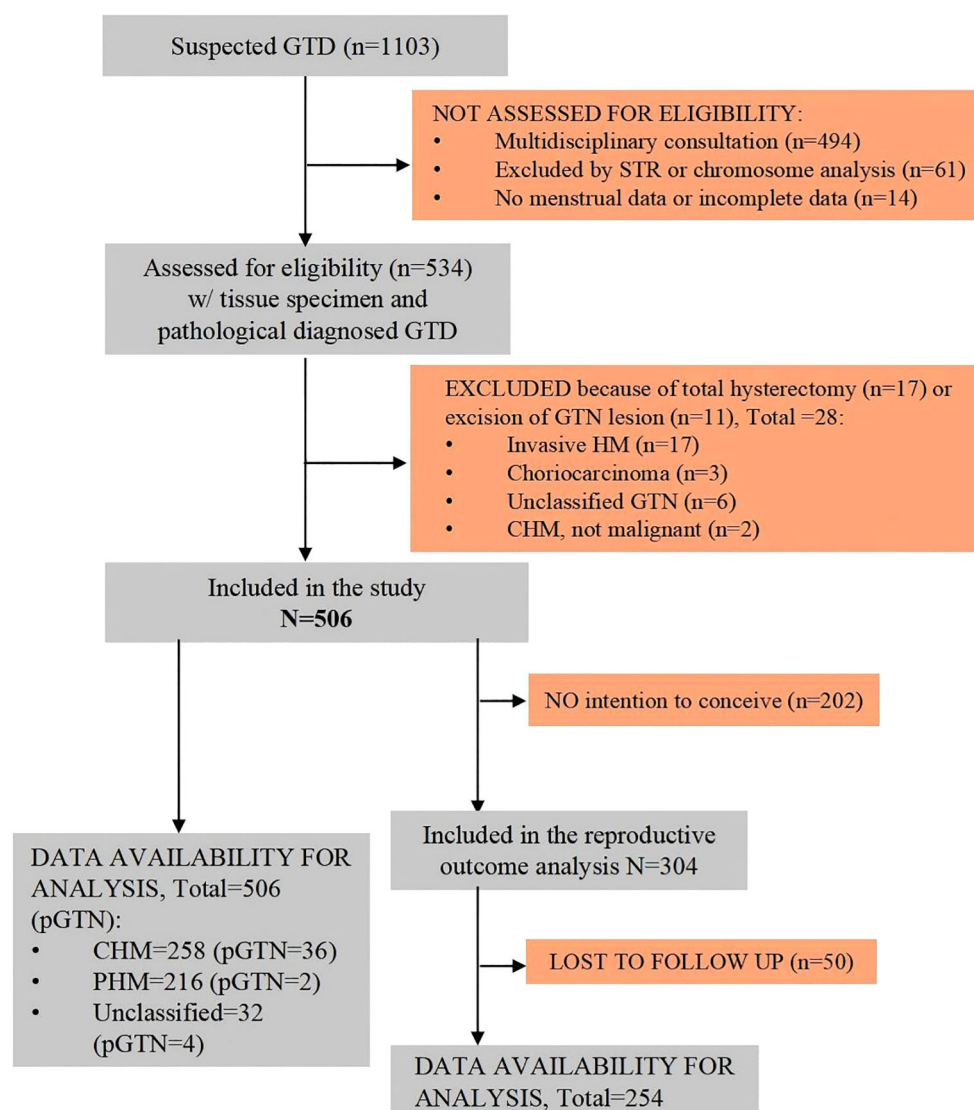 Suspected GTD (n=1103)
NOT ASSESSED FOR ELIGIBILITY:
• Multidisciplinary consultation (n=494)
• Excluded by STR or chromosome analysis (n=61)
• No menstrual data or incomplete data (n=14)
Assessed for eligibility (n=534)
w/ tissue specimen and
pathological diagnosed GTD
EXCLUDED because of total hysterectomy (n=17) or
excision of GTN lesion (n=11), Total =28:
• Invasive HM (n=17)
• Choriocarcinoma (n=3)
• Unclassified GTN (n=6)
• CHM, not malignant (n=2)
Included in the study
N=506
NO intention to conceive (n=202)
Included in the reproductive
outcome analysis N=304
DATA AVAILABILITY FOR
ANALYSIS, Total=506
(pGTN):
• CHM=258 (pGTN=36)
• PHM=216 (pGTN=2)
• Unclassified=32
(pGTN=4)
LOST TO FOLLOW UP (n=50)
DATA AVAILABILITY FOR
ANALYSIS, Total=254